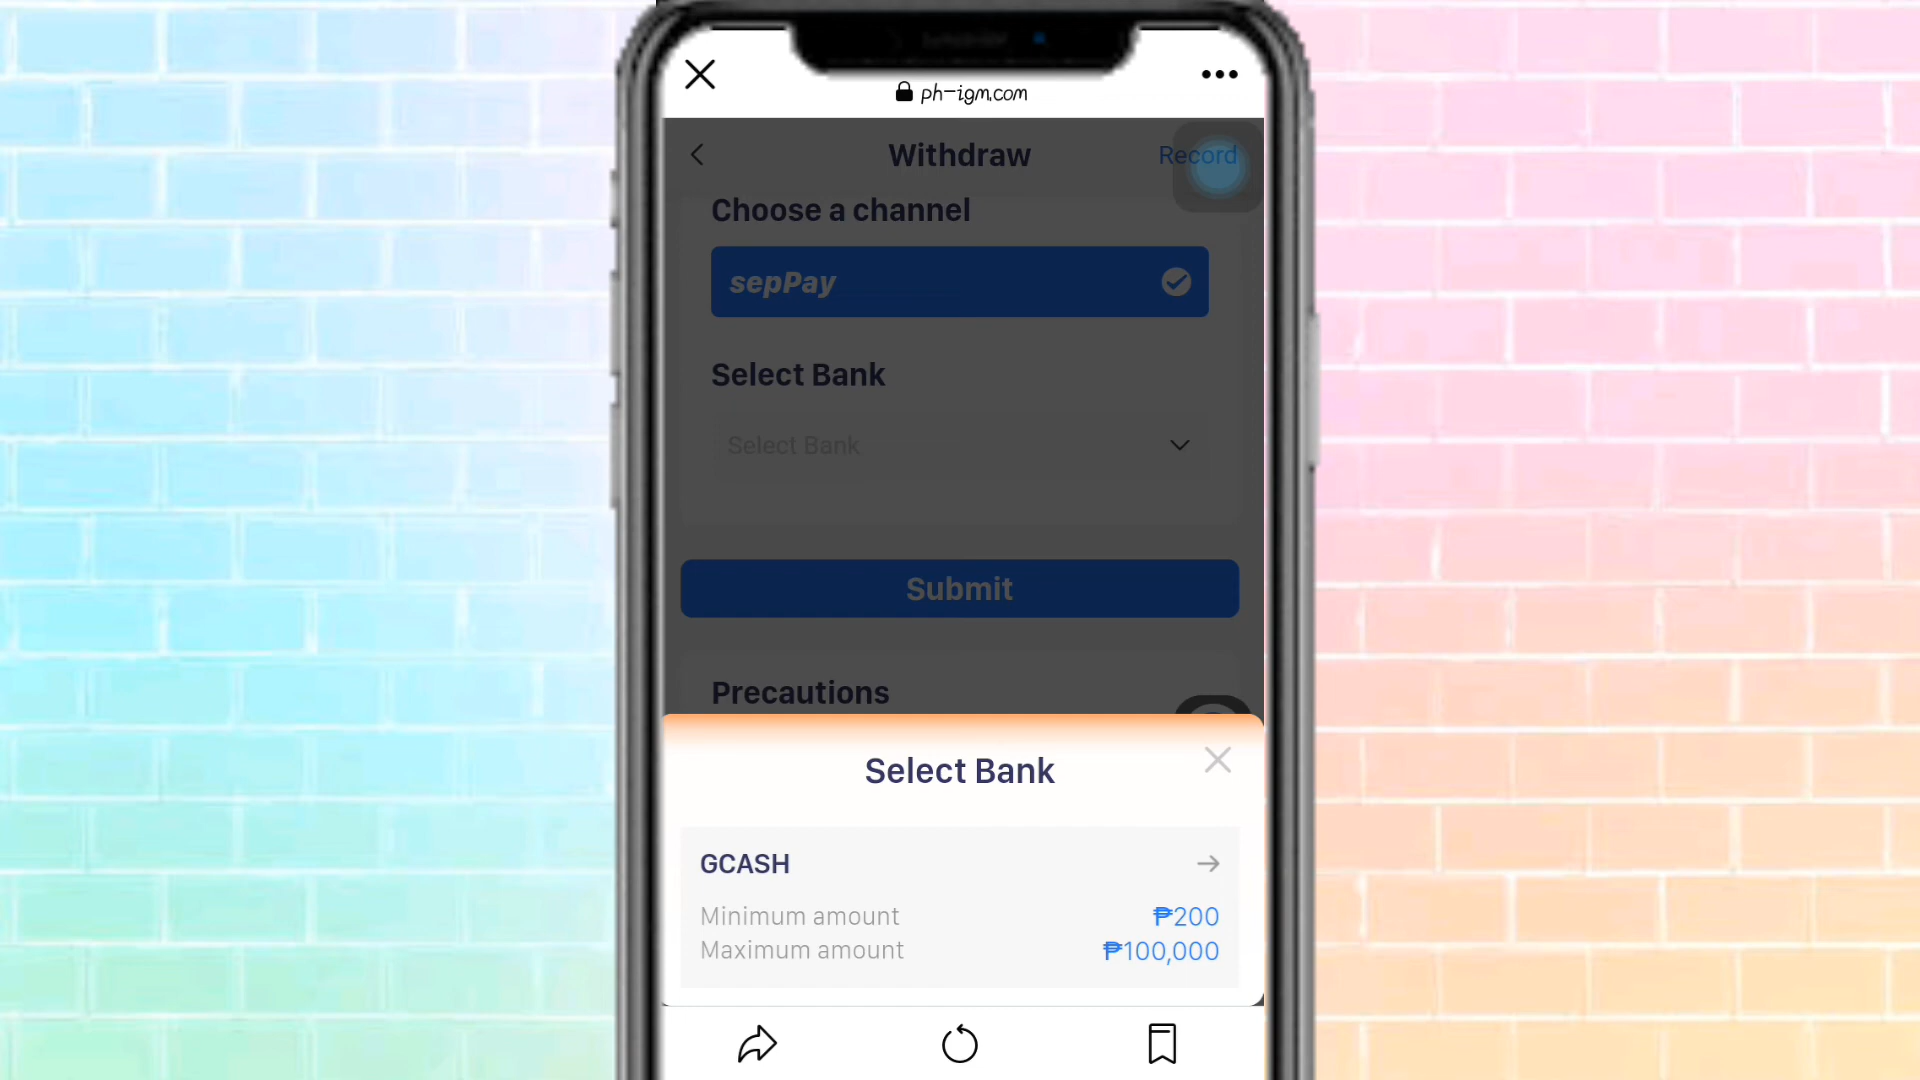 ph-igm.com
Withdraw
Record
Choose a channel
sepPay
Select Bank
Select Bank
Submit
Precautions
Select Bank
GCASH
Minimum amount ₱200
Maximum amount ₱100,000